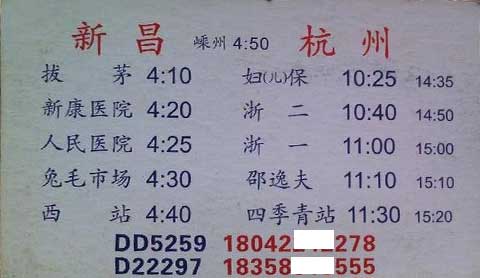 新昌 嵊州 4:50 杭州
拔茅 4:10 妇(儿)保 10:25 14:35
新康医院 4:20 浙二 10:40 14:50
人民医院 4:25 浙一 11:00 15:00
兔毛市场 4:30 邵逸夫 11:10 15:10
西站 4:40 四季青站 11:30 15:20
DD5259 18042 278
D22297 18358 555